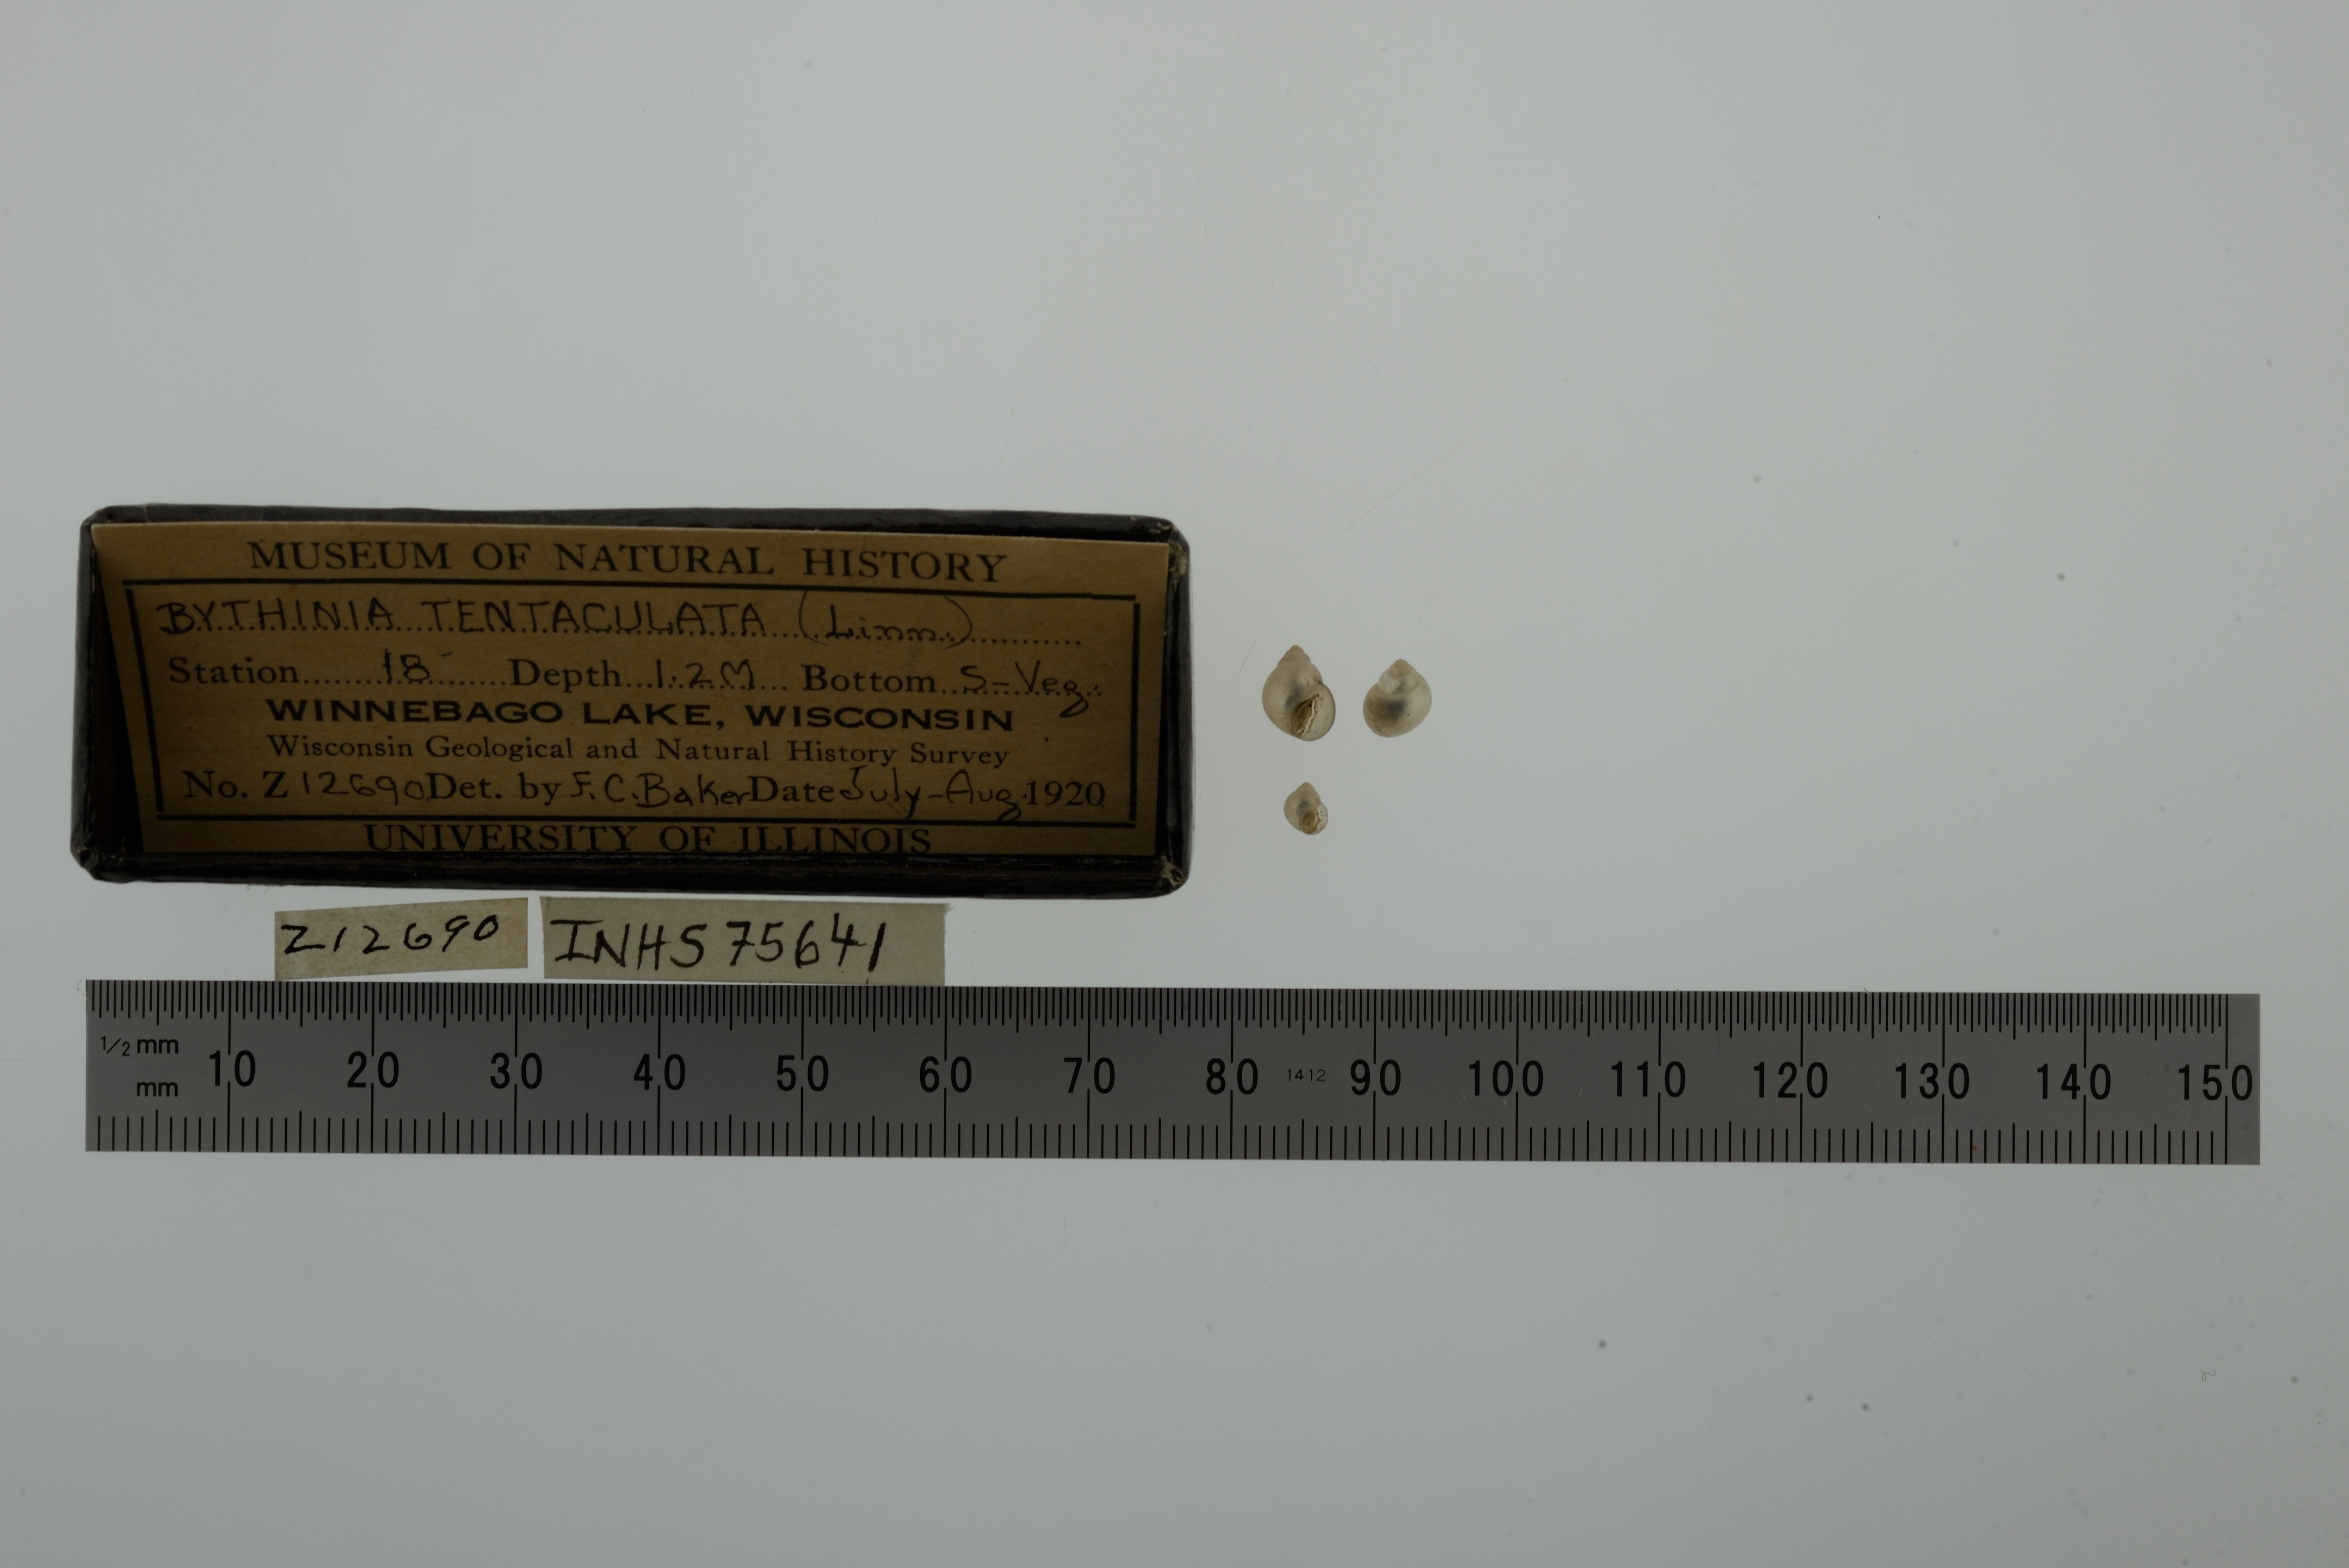 MUSEUM OF NATURAL HISTORY
BYTHINIA TENTACULATA (Linn.)
Station 18 Depth 1.2M Bottom S-Veg.
WINNEBAGO LAKE, WISCONSIN
Wisconsin Geological and Natural History Survey
No. Z 12690 Det. by F.C.Baker Date July-Aug. 1920
UNIVERSITY OF ILLINOIS
Z12690 INHS 75641
1/2 mm
10 20 30 40 50 60 70 80 1412 90 100 110 120 130 140 150
mm